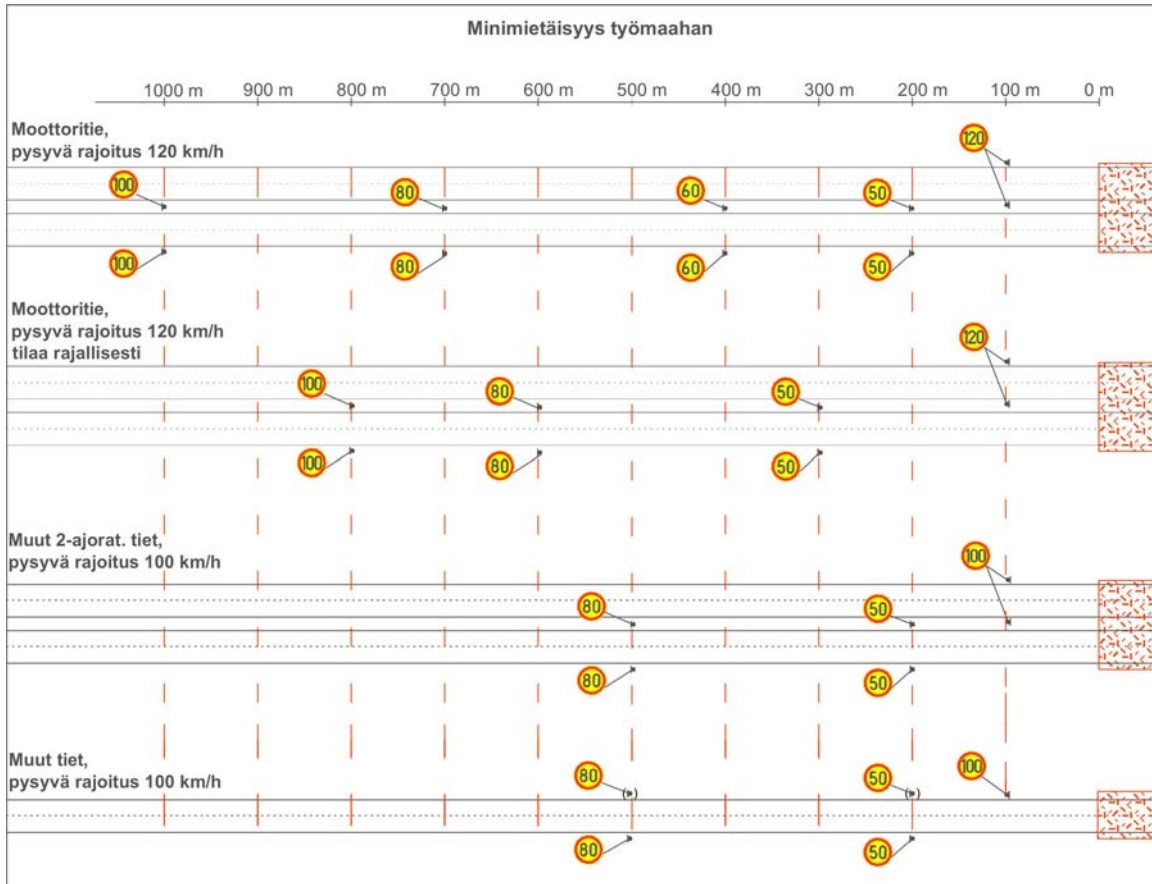 Minimietäisyys työmaahan
1000 m 900 m 800 m 700 m 600 m 500 m 400 m 300 m 200 m 100 m 0 m
Moottoritie,
pysyvä rajoitus 120 km/h
120
100 80 60 50
100 80 60 50
Moottoritie,
pysyvä rajoitus 120 km/h
tilaa rajallisesti
120
100 80 50
100 80 50
Muut 2-ajorat. tiet,
pysyvä rajoitus 100 km/h
100
80 50
80 50
Muut tiet,
pysyvä rajoitus 100 km/h
80 50 100
80 50